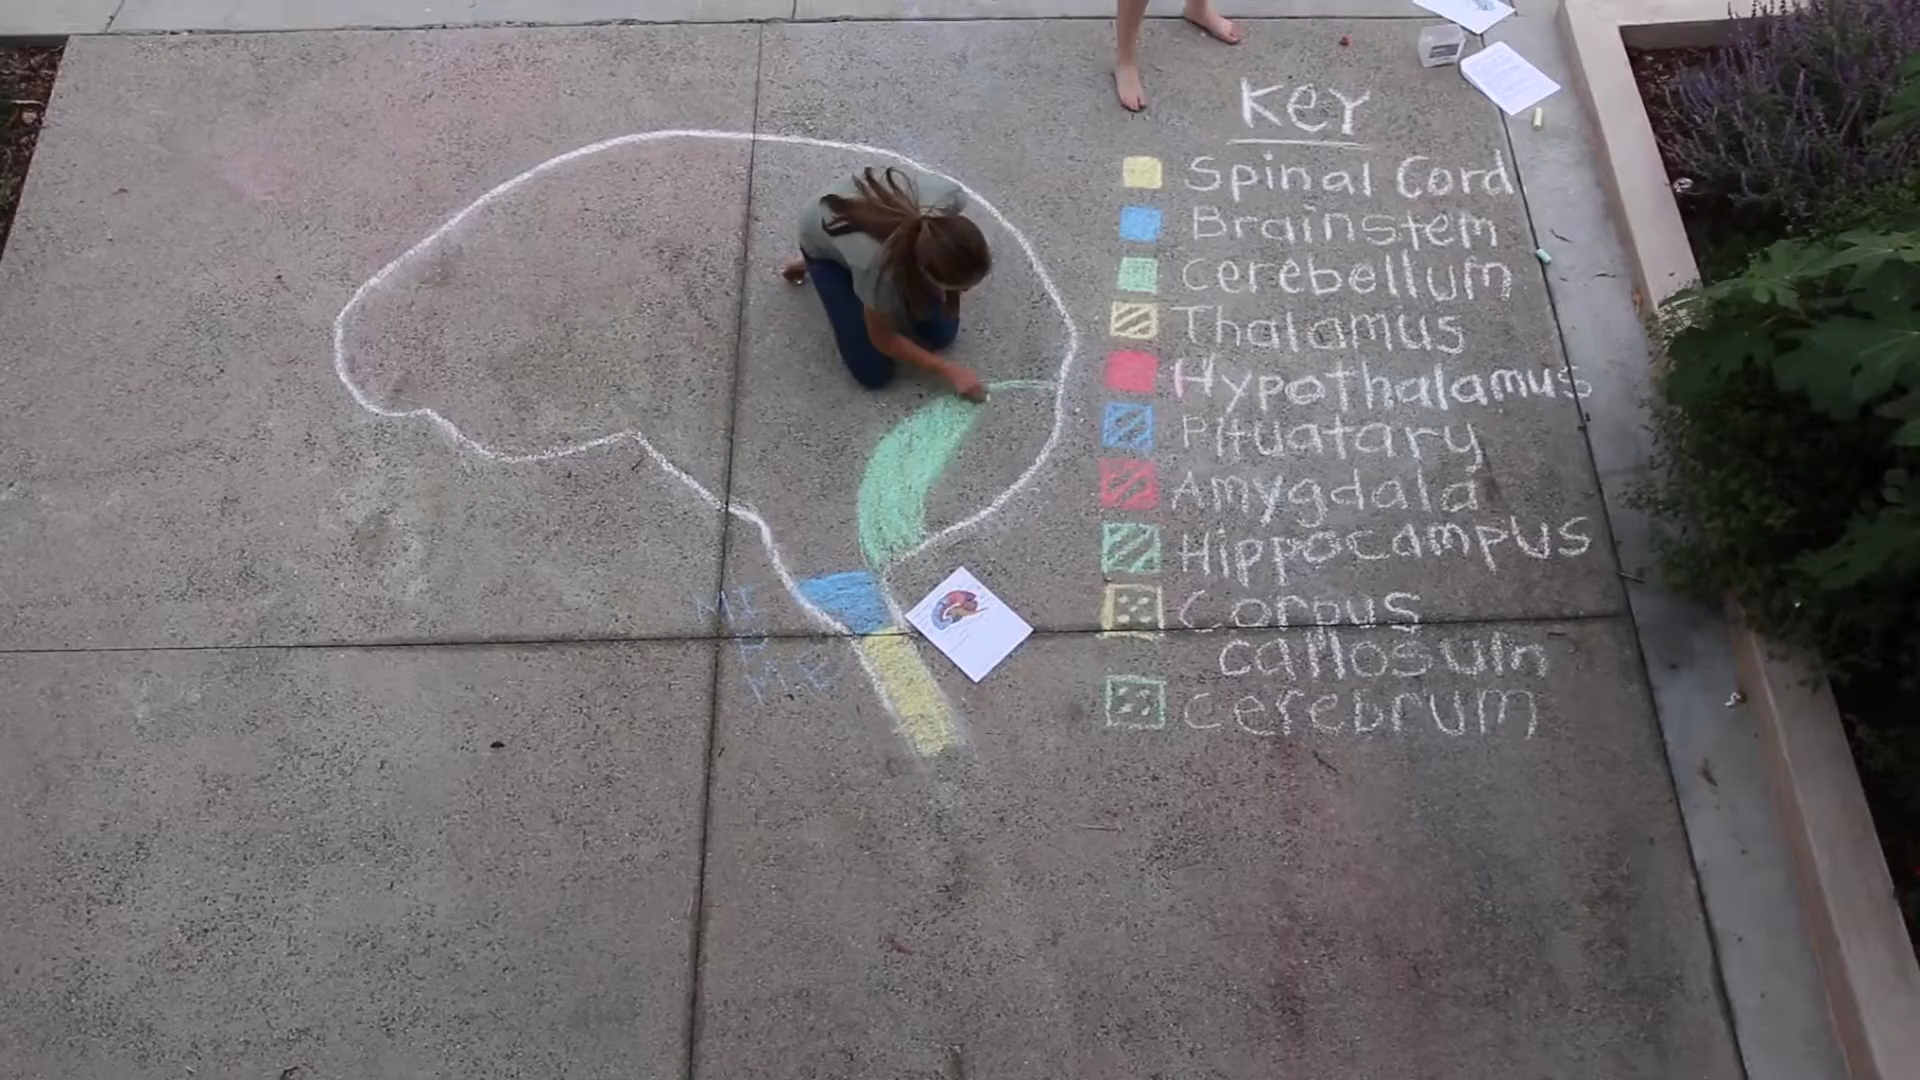 Key
Spinal Cord
Brainstem
cerebellum
Thalamus
Hypothalamus
Pituatary
Amygdala
Hippocampus
Corpus
callosum
cerebrum